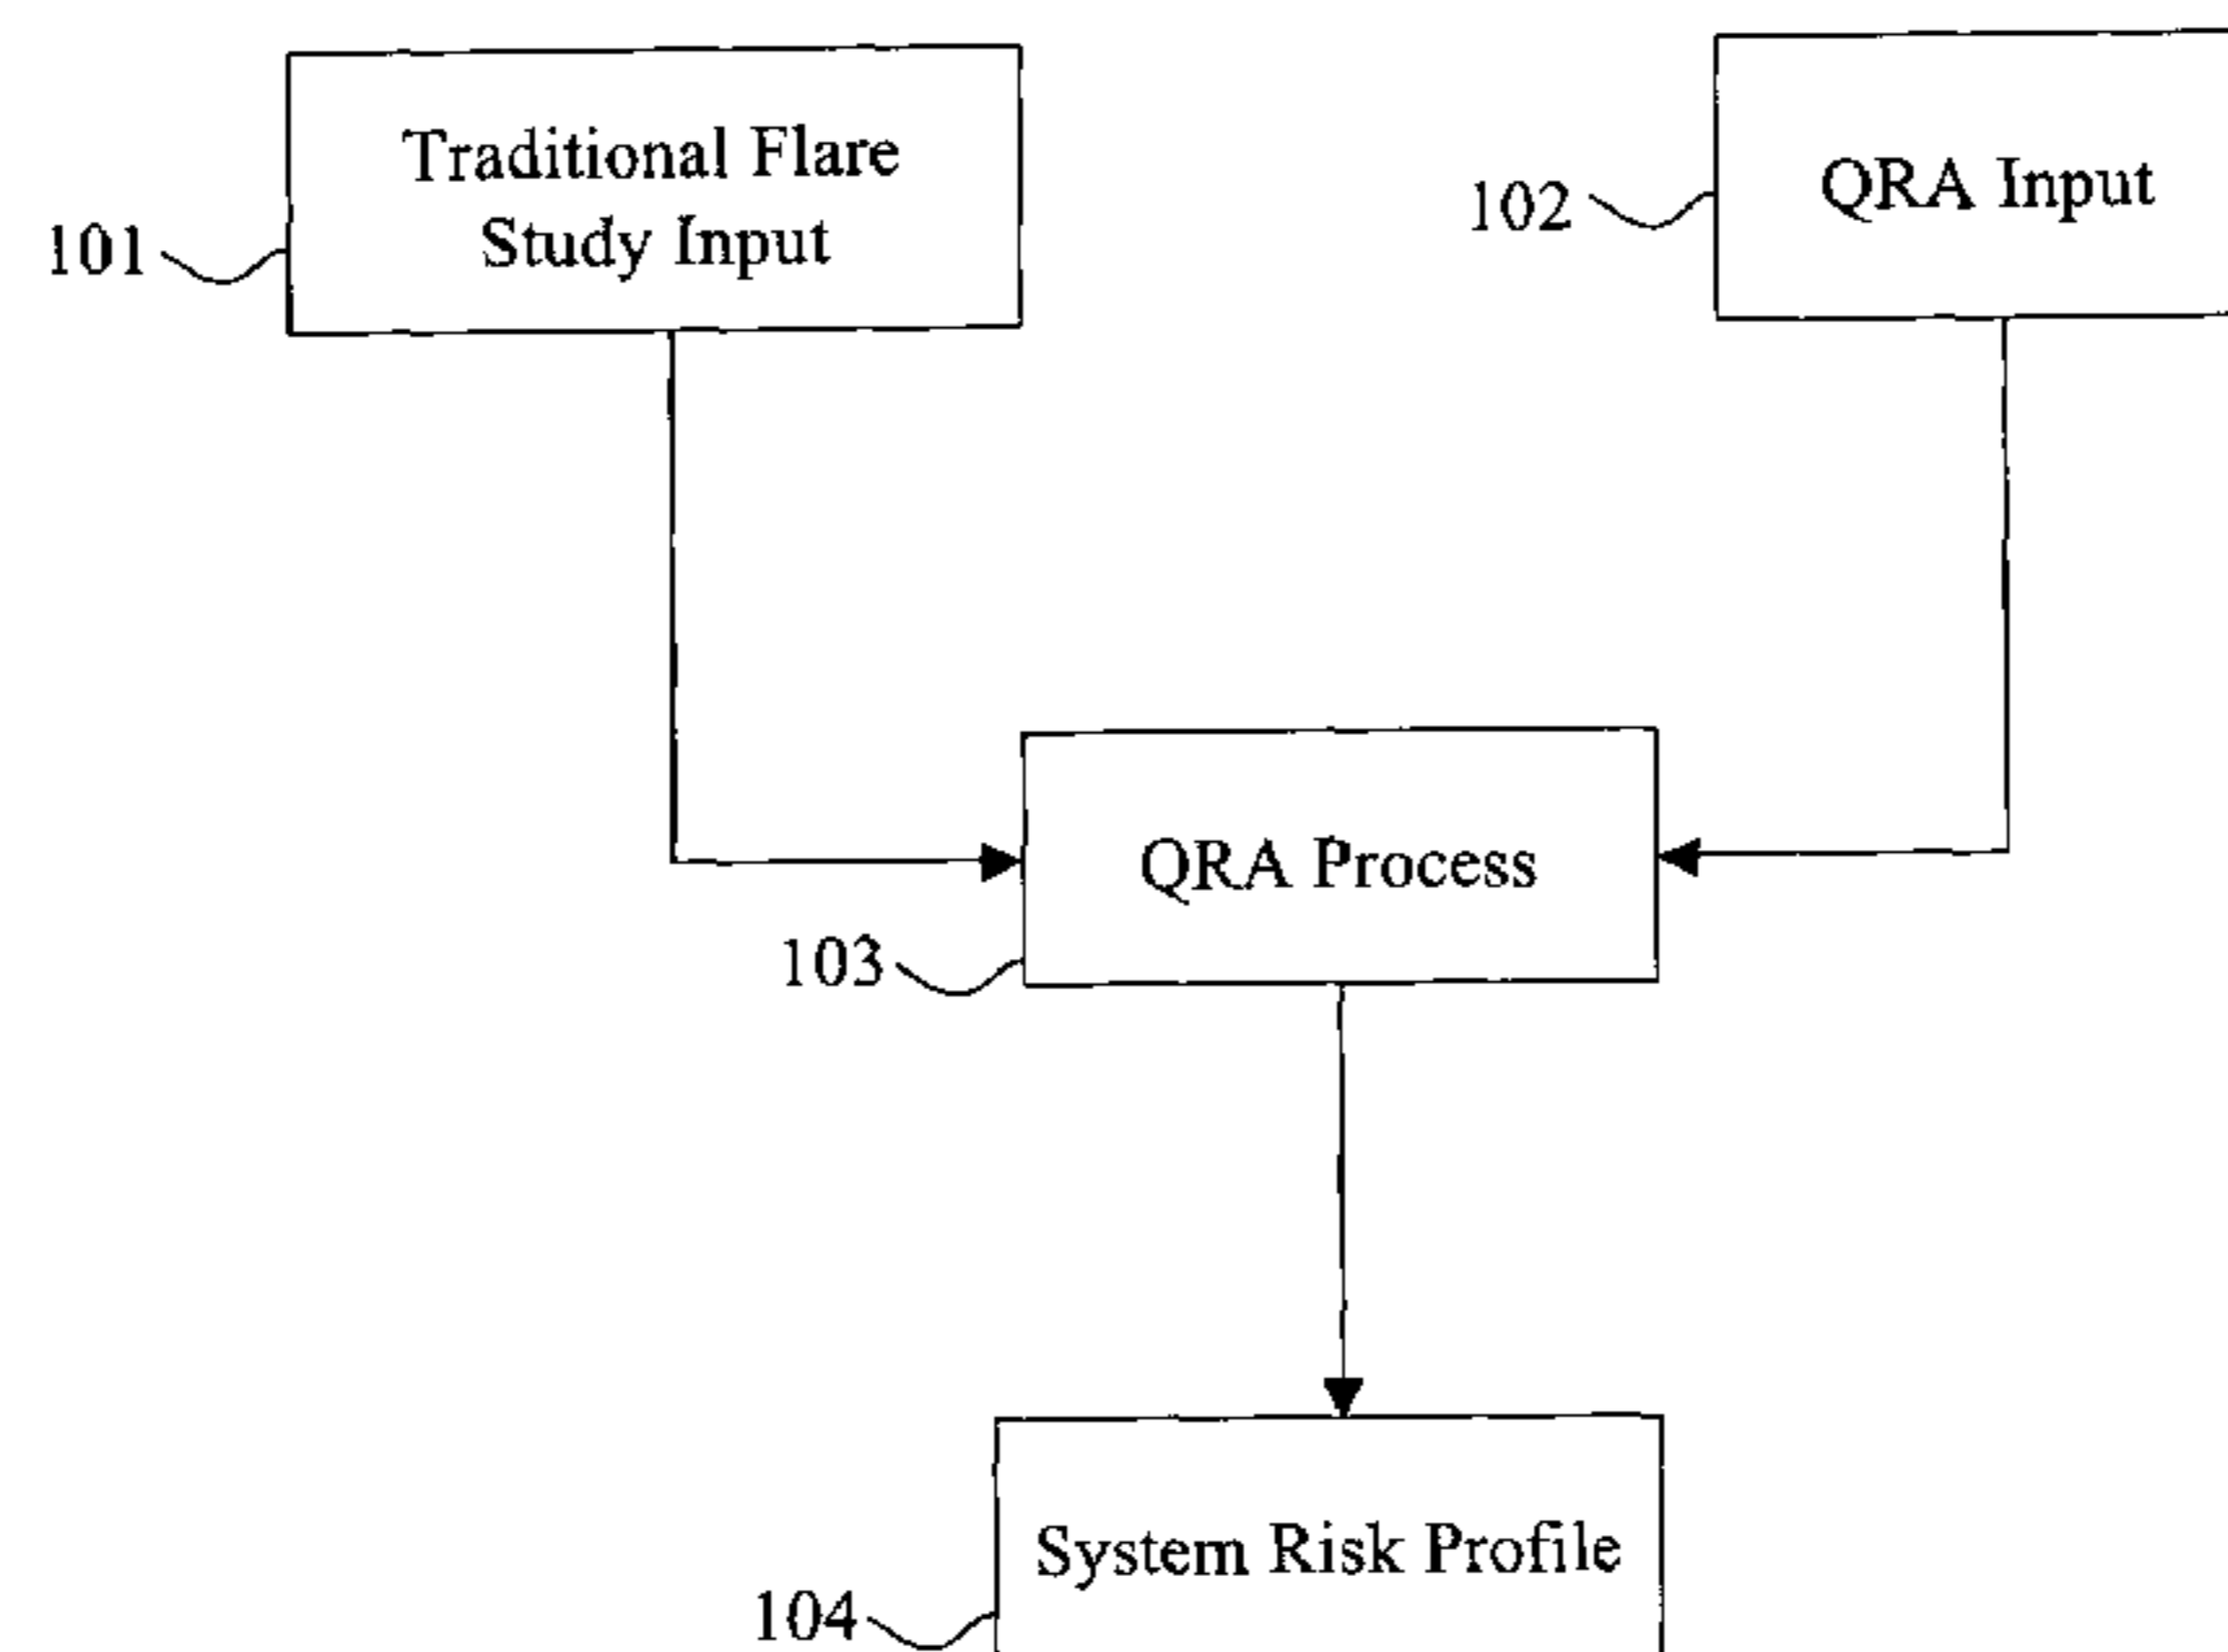 Traditional Flare
Study Input
101
QRA Input
102
QRA Process
103
System Risk Profile
104